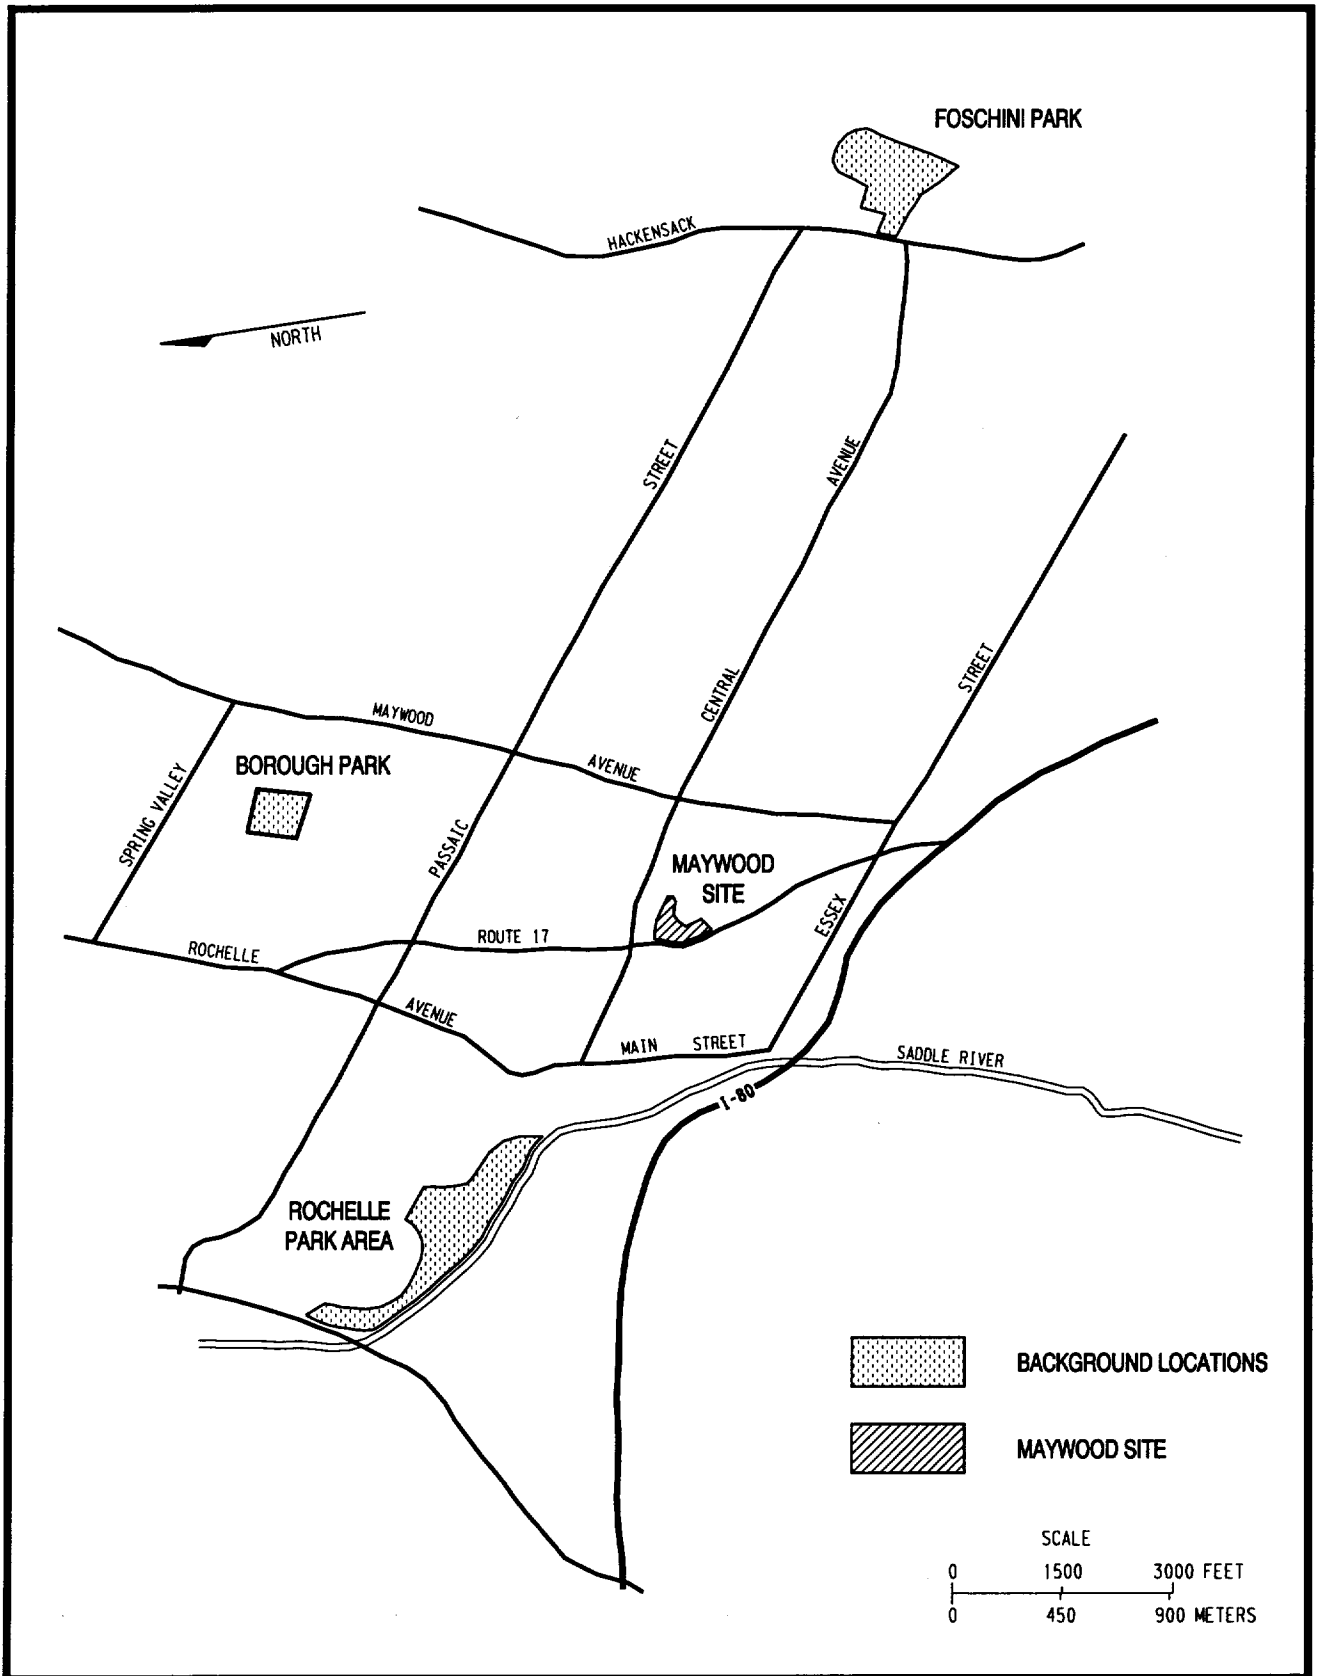 FOSCHINI PARK
HACKENSACK
NORTH
STREET
AVENUE
STREET
CENTRAL
MAYWOOD
AVENUE
BOROUGH PARK
SPRING VALLEY
PASSAIC
MAYWOOD
SITE
ESSEX
ROUTE 17
ROCHELLE
AVENUE
MAIN STREET
SADDLE RIVER
I-80
ROCHELLE
PARK AREA
BACKGROUND LOCATIONS
MAYWOOD SITE
SCALE
0 1500 3000 FEET
0 450 900 METERS